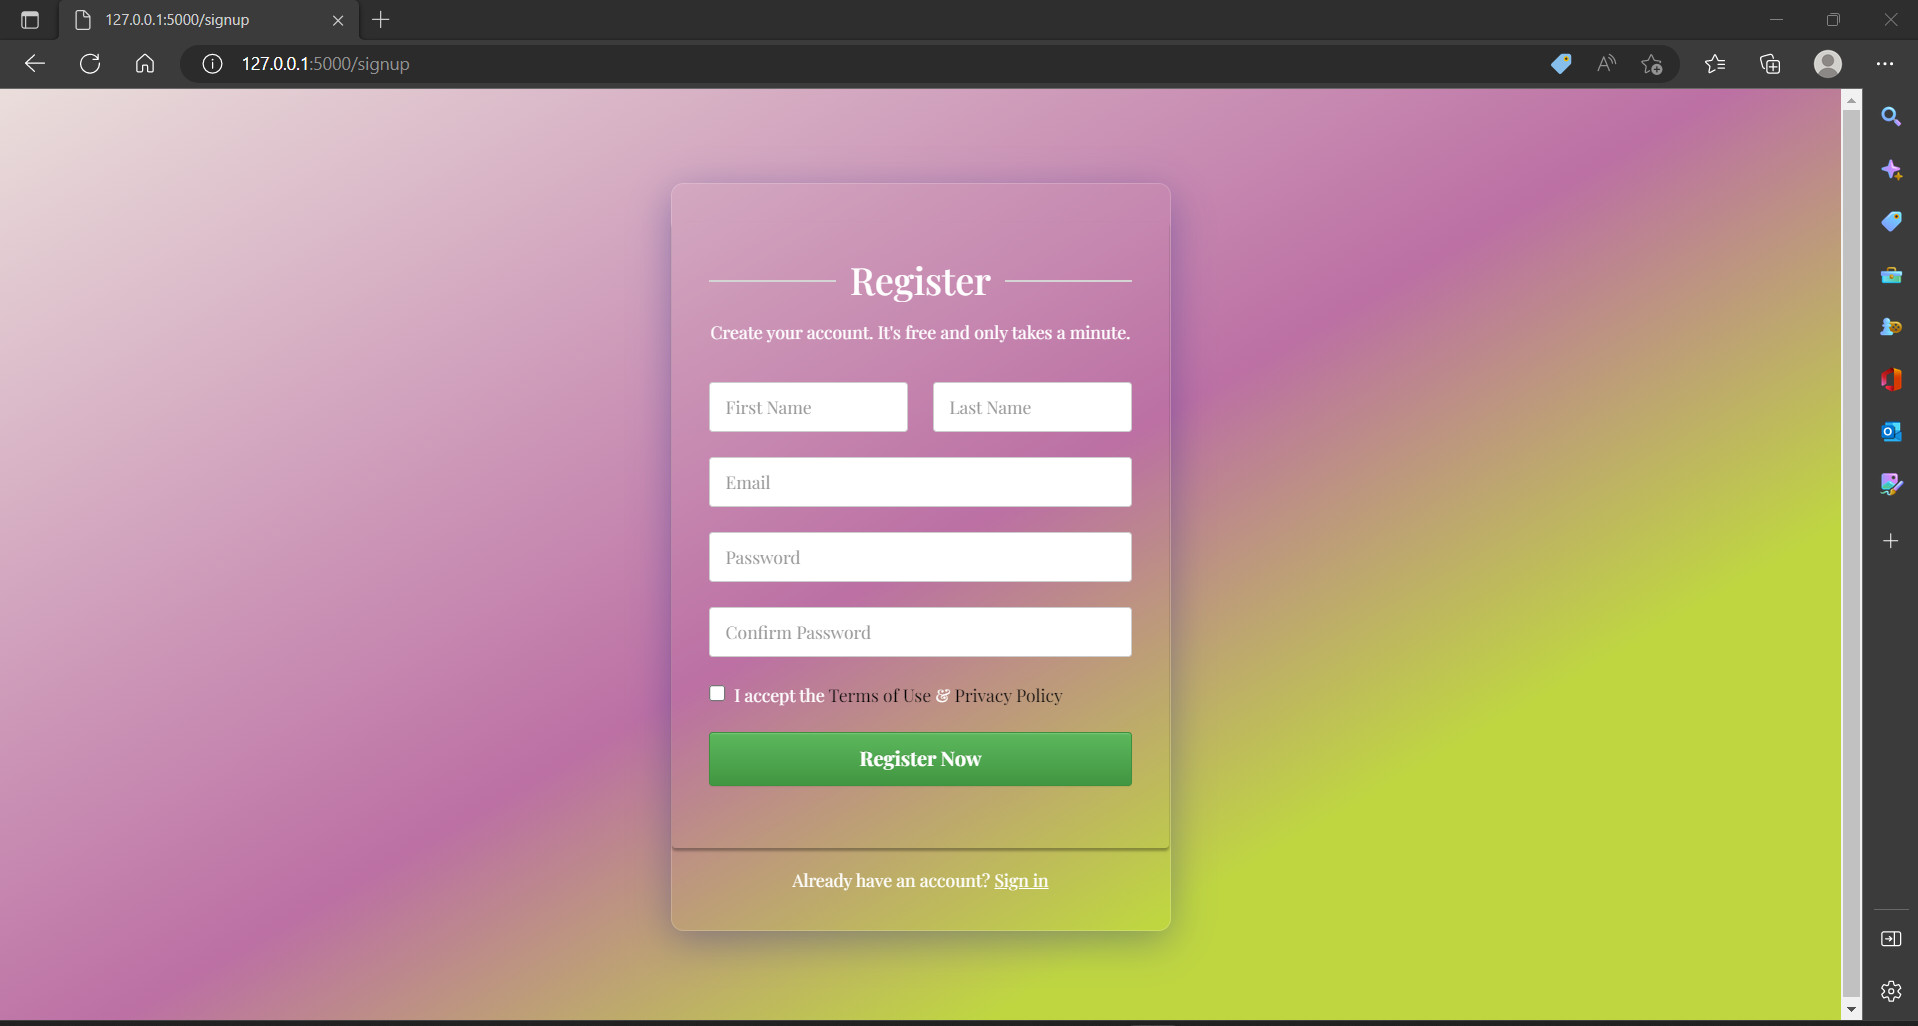 127.0.0.1:5000/signup
127.0.0.1:5000/signup
Register
Create your account. It's free and only takes a minute.
First Name Last Name
Email
Password
Confirm Password
I accept the Terms of Use & Privacy Policy
Register Now
Already have an account? Sign in